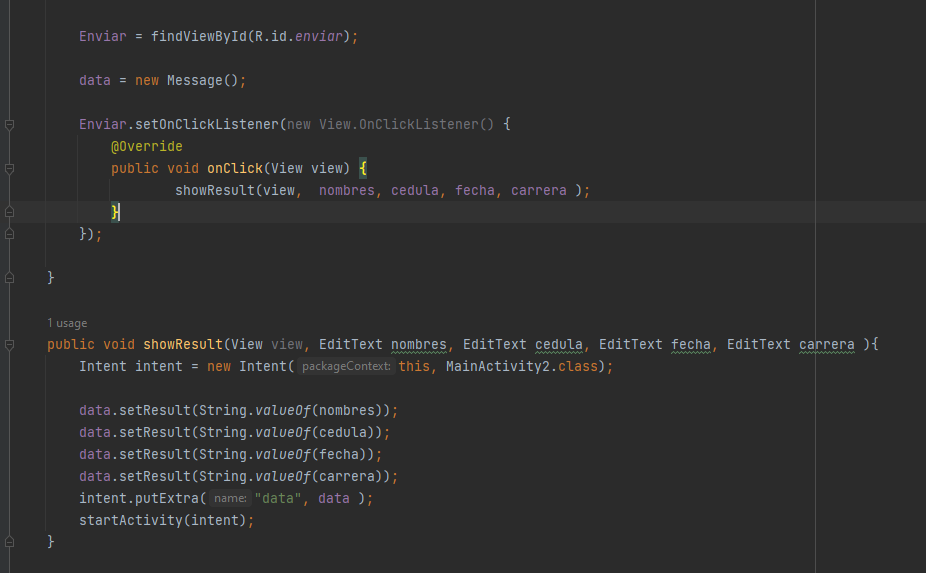 Enviar = findViewById(R.id.enviar);
data = new Message();
Enviar.setOnClickListener(new View.OnClickListener() {
@Override
public void onClick(View view) {
showResult(view,  nombres, cedula, fecha, carrera );
}
});
}
1 usage
public void showResult(View view, EditText nombres, EditText cedula, EditText fecha, EditText carrera ){
Intent intent = new Intent( packageContext: this, MainActivity2.class);
data.setResult(String.valueOf(nombres));
data.setResult(String.valueOf(cedula));
data.setResult(String.valueOf(fecha));
data.setResult(String.valueOf(carrera));
intent.putExtra( name: "data", data );
startActivity(intent);
}